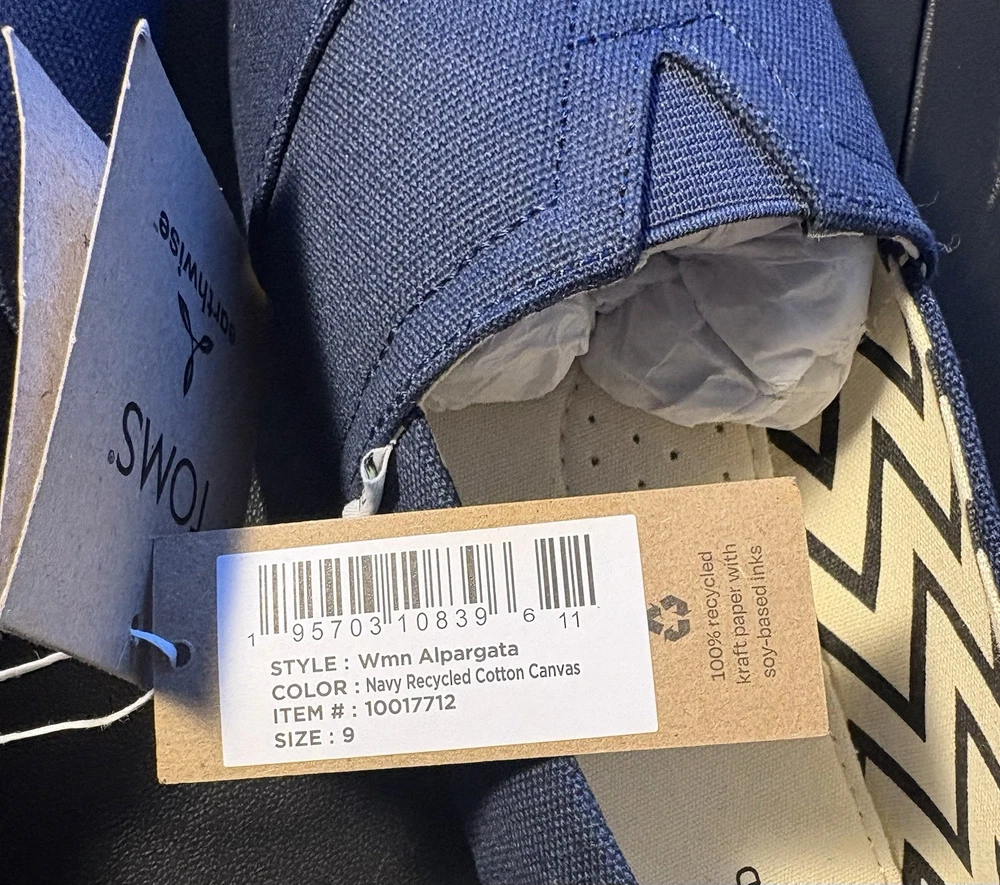 earthwise™
TOMS®
1 95703 10839 6 11
STYLE : Wmn Alpargata
COLOR : Navy Recycled Cotton Canvas
ITEM # : 10017712
SIZE : 9
100% recycled
kraft paper with
soy-based inks